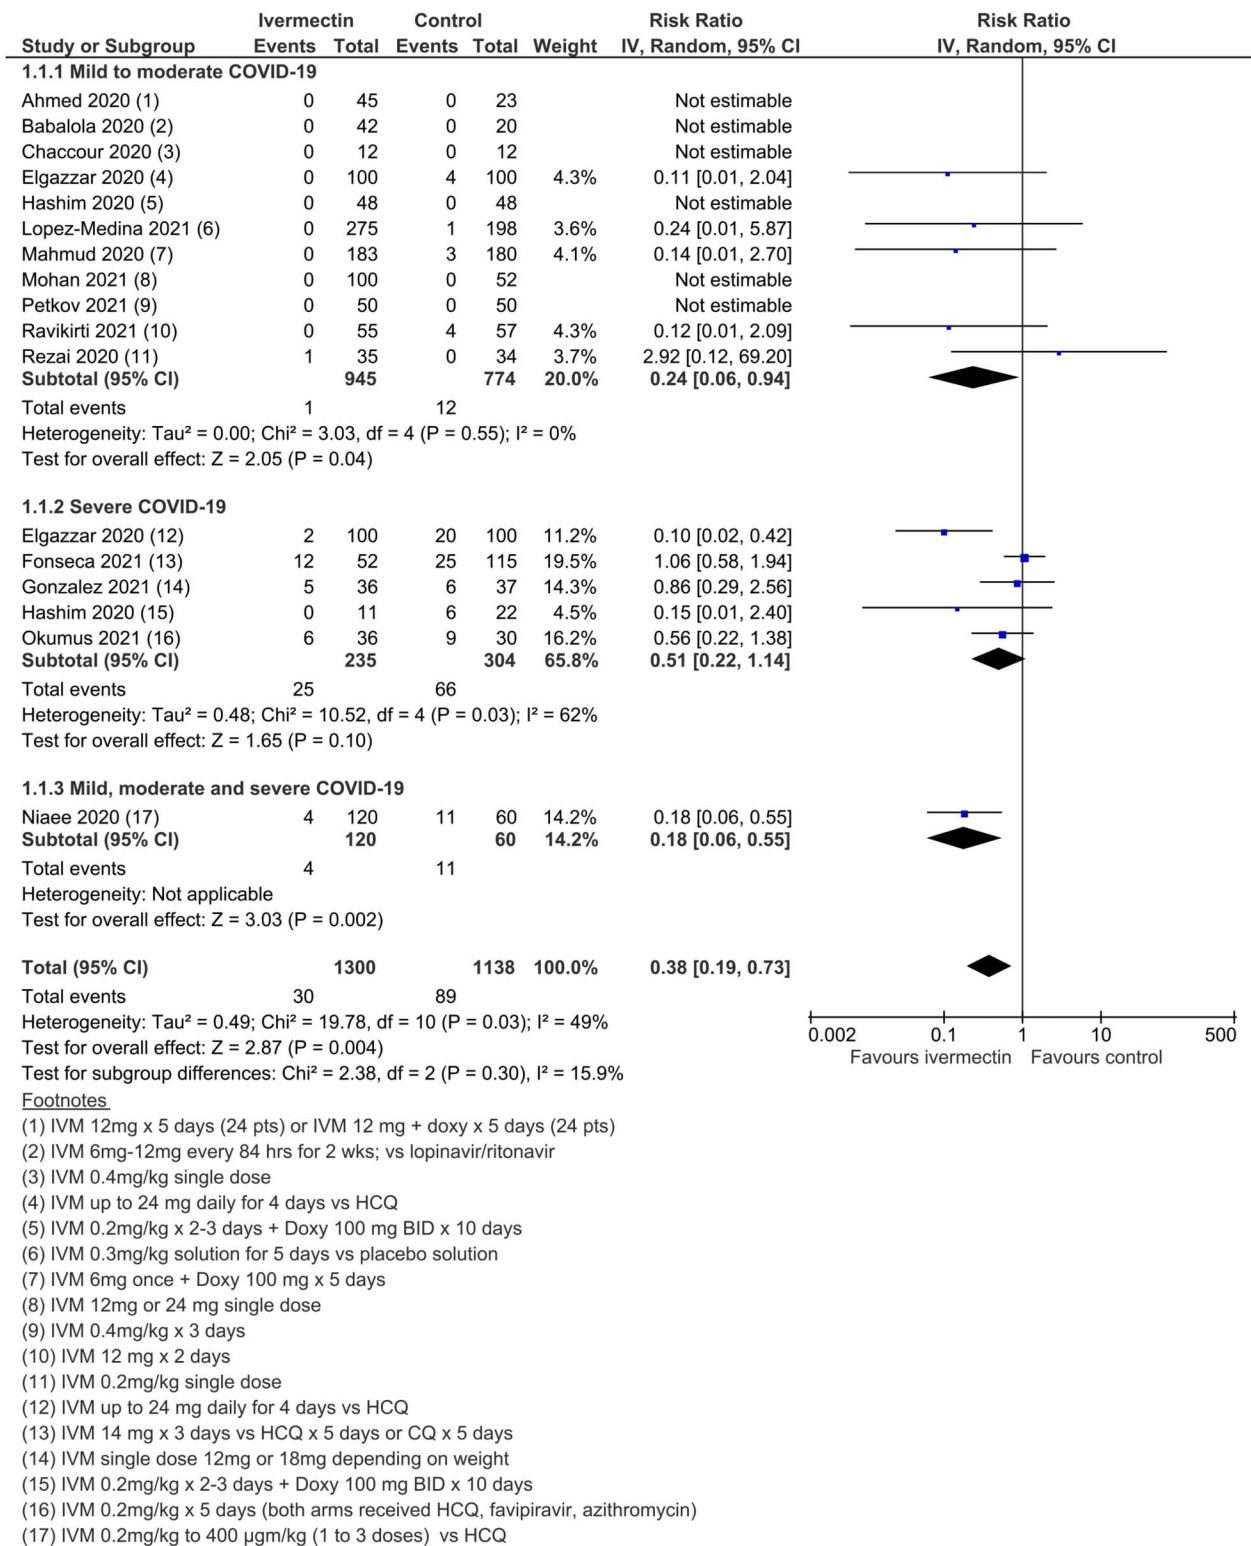 Ivermectin Control Risk Ratio Risk Ratio
Study or Subgroup Events Total Events Total Weight IV, Random, 95% CI IV, Random, 95% CI
1.1.1 Mild to moderate COVID-19
Ahmed 2020 (1) 0 45 0 23 Not estimable
Babalola 2020 (2) 0 42 0 20 Not estimable
Chaccour 2020 (3) 0 12 0 12 Not estimable
Elgazzar 2020 (4) 0 100 4 100 4.3% 0.11 [0.01, 2.04]
Hashim 2020 (5) 0 48 0 48 Not estimable
Lopez-Medina 2021 (6) 0 275 1 198 3.6% 0.24 [0.01, 5.87]
Mahmud 2020 (7) 0 183 3 180 4.1% 0.14 [0.01, 2.70]
Mohan 2021 (8) 0 100 0 52 Not estimable
Petkov 2021 (9) 0 50 0 50 Not estimable
Ravikirti 2021 (10) 0 55 4 57 4.3% 0.12 [0.01, 2.09]
Rezai 2020 (11) 1 35 0 34 3.7% 2.92 [0.12, 69.20]
Subtotal (95% CI) 945 774 20.0% 0.24 [0.06, 0.94]
Total events 1 12
Heterogeneity: Tau² = 0.00; Chi² = 3.03, df = 4 (P = 0.55); I² = 0%
Test for overall effect: Z = 2.05 (P = 0.04)
1.1.2 Severe COVID-19
Elgazzar 2020 (12) 2 100 20 100 11.2% 0.10 [0.02, 0.42]
Fonseca 2021 (13) 12 52 25 115 19.5% 1.06 [0.58, 1.94]
Gonzalez 2021 (14) 5 36 6 37 14.3% 0.86 [0.29, 2.56]
Hashim 2020 (15) 0 11 6 22 4.5% 0.15 [0.01, 2.40]
Okumus 2021 (16) 6 36 9 30 16.2% 0.56 [0.22, 1.38]
Subtotal (95% CI) 235 304 65.8% 0.51 [0.22, 1.14]
Total events 25 66
Heterogeneity: Tau² = 0.48; Chi² = 10.52, df = 4 (P = 0.03); I² = 62%
Test for overall effect: Z = 1.65 (P = 0.10)
1.1.3 Mild, moderate and severe COVID-19
Niaee 2020 (17) 4 120 11 60 14.2% 0.18 [0.06, 0.55]
Subtotal (95% CI) 120 60 14.2% 0.18 [0.06, 0.55]
Total events 4 11
Heterogeneity: Not applicable
Test for overall effect: Z = 3.03 (P = 0.002)
Total (95% CI) 1300 1138 100.0% 0.38 [0.19, 0.73]
Total events 30 89
Heterogeneity: Tau² = 0.49; Chi² = 19.78, df = 10 (P = 0.03); I² = 49%
Test for overall effect: Z = 2.87 (P = 0.004)
Test for subgroup differences: Chi² = 2.38, df = 2 (P = 0.30), I² = 15.9%
0.002 0.1 1 10 500
Favours ivermectin Favours control
Footnotes
(1) IVM 12mg x 5 days (24 pts) or IVM 12 mg + doxy x 5 days (24 pts)
(2) IVM 6mg-12mg every 84 hrs for 2 wks; vs lopinavir/ritonavir
(3) IVM 0.4mg/kg single dose
(4) IVM up to 24 mg daily for 4 days vs HCQ
(5) IVM 0.2mg/kg x 2-3 days + Doxy 100 mg BID x 10 days
(6) IVM 0.3mg/kg solution for 5 days vs placebo solution
(7) IVM 6mg once + Doxy 100 mg x 5 days
(8) IVM 12mg or 24 mg single dose
(9) IVM 0.4mg/kg x 3 days
(10) IVM 12 mg x 2 days
(11) IVM 0.2mg/kg single dose
(12) IVM up to 24 mg daily for 4 days vs HCQ
(13) IVM 14 mg x 3 days vs HCQ x 5 days or CQ x 5 days
(14) IVM single dose 12mg or 18mg depending on weight
(15) IVM 0.2mg/kg x 2-3 days + Doxy 100 mg BID x 10 days
(16) IVM 0.2mg/kg x 5 days (both arms received HCQ, favipiravir, azithromycin)
(17) IVM 0.2mg/kg to 400 µgm/kg (1 to 3 doses) vs HCQ